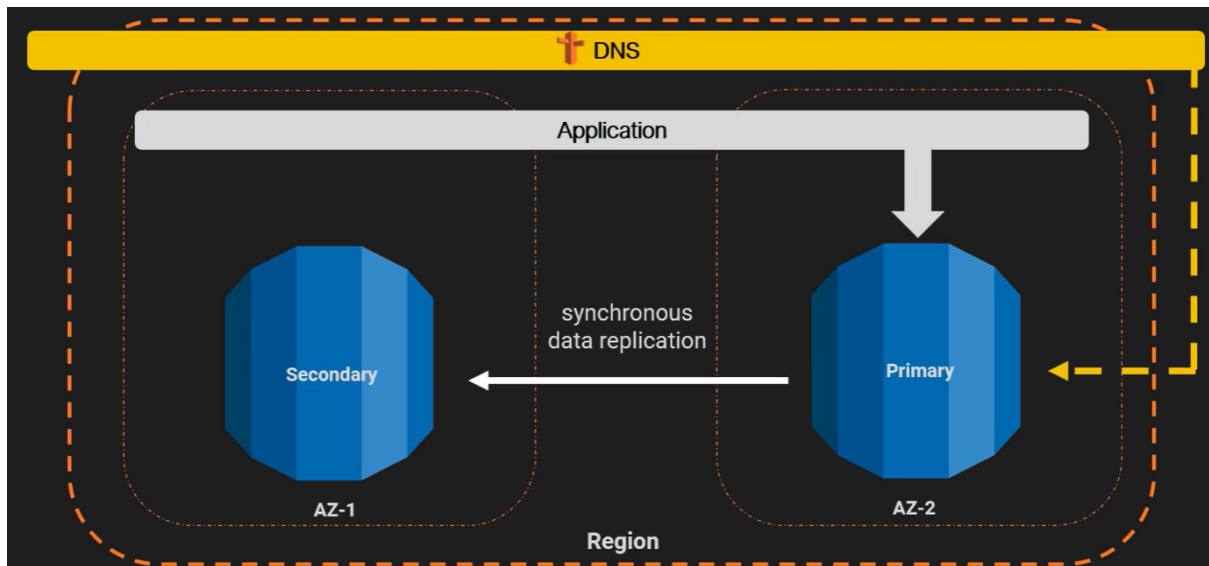 DNS
Application
synchronous
data replication
Secondary
Primary
AZ-1
AZ-2
Region